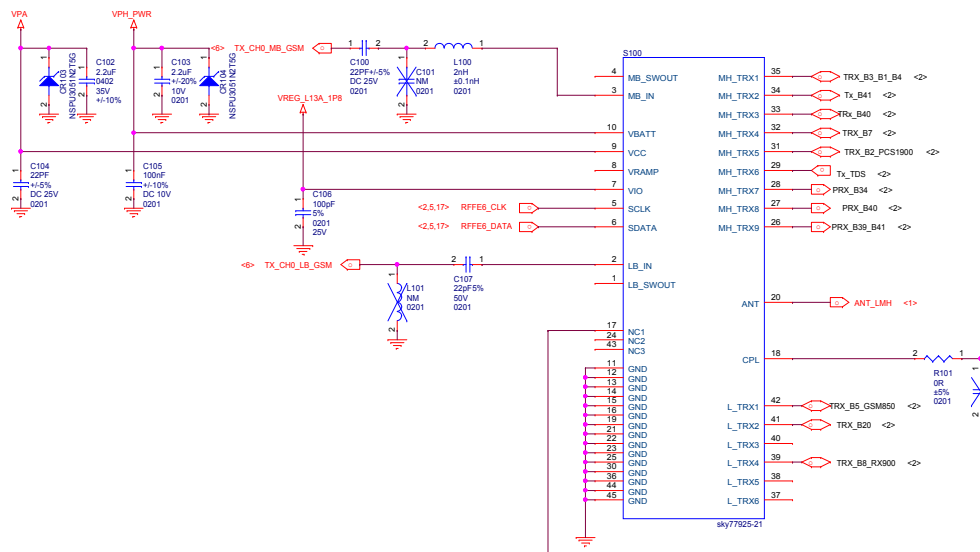 VPA
VPH_PWR
CR103
NSPU3051N2T5G
C102
2.2uF
0402
35V
+/-10%
C103
2.2uF
+/-20%
10V
0201
CR104
NSPU3051N2T5G
<6> TX_CH0_MB_GSM
1 2
C100
22PF+/-5%
DC 25V
0201
C101
NM
0201
2 1
L100
2nH
±0.1nH
0201
VREG_L13A_1P8
C104
22PF
+/-5%
DC 25V
0201
C105
100nF
+/-10%
DC 10V
0201
C106
100pF
5%
0201
25V
<2,5,17> RFFE6_CLK
<2,5,17> RFFE6_DATA
<6> TX_CH0_LB_GSM
2 1
C107
22pF5%
50V
0201
L101
NM
0201
S100
4 MB_SWOUT
3 MB_IN
10 VBATT
9 VCC
8 VRAMP
7 VIO
5 SCLK
6 SDATA
2 LB_IN
1 LB_SWOUT
17 NC1
24 NC2
43 NC3
11 GND
12 GND
13 GND
14 GND
15 GND
16 GND
19 GND
21 GND
22 GND
23 GND
25 GND
30 GND
36 GND
44 GND
45 GND
MH_TRX1 35 TRX_B3_B1_B4 <2>
MH_TRX2 34 Tx_B41 <2>
MH_TRX3 33 TRx_B40 <2>
MH_TRX4 32 TRX_B7 <2>
MH_TRX5 31 TRX_B2_PCS1900 <2>
MH_TRX6 29 Tx_TDS <2>
MH_TRX7 28 PRX_B34 <2>
MH_TRX8 27 PRX_B40 <2>
MH_TRX9 26 PRX_B39_B41 <2>
ANT 20 ANT_LMH <1>
CPL 18
2 1
R101
0R
±5%
0201
1
2
L_TRX1 42 TRX_B5_GSM850 <2>
L_TRX2 41 TRX_B20 <2>
L_TRX3 40
L_TRX4 39 TRX_B8_RX900 <2>
L_TRX5 38
L_TRX6 37
sky77925-21